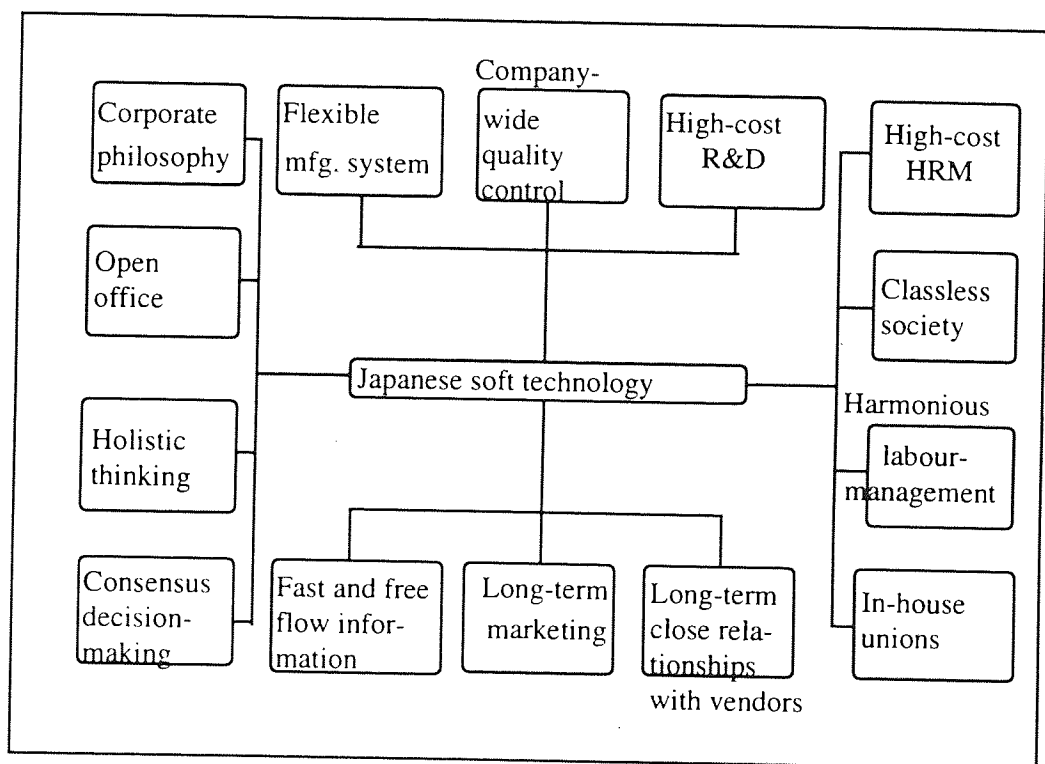 Corporate
philosophy
Flexible
mfg. system
Company-
wide
quality
control
High-cost
R&D
High-cost
HRM
Open
office
Classless
society
Japanese soft technology
Holistic
thinking
Harmonious
labour-
management
Consensus
decision-
making
Fast and free
flow infor-
mation
Long-term
marketing
Long-term
close rela-
tionships
with vendors
In-house
unions